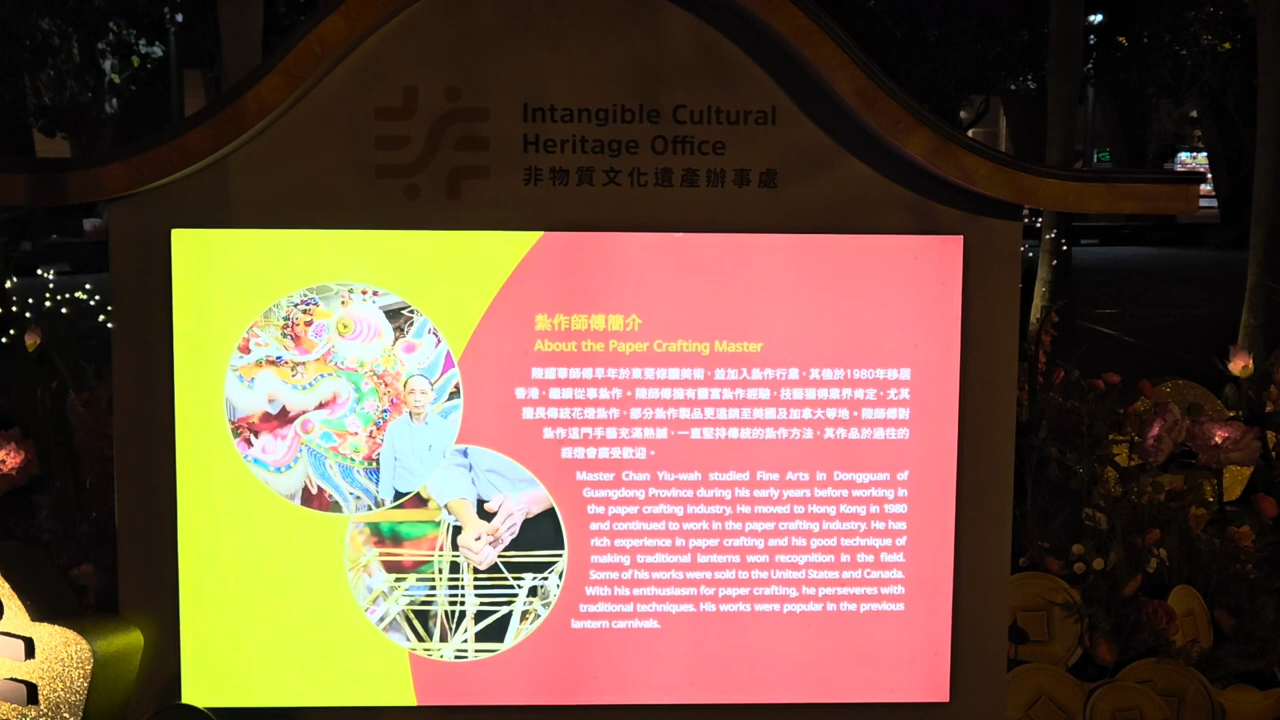 Intangible Cultural
Heritage Office
非物質文化遺產辦事處
紮作師傅簡介
About the Paper Crafting Master
陳耀華師傅早年於東莞修讀美術，並加入紮作行業，其後於1980年移居
香港，繼續從事紮作。陳師傅擁有豐富紮作經驗，技藝獲得業界肯定，尤其
擅長傳統花燈紮作，部分紮作製品更遠銷至美國及加拿大等地。陳師傅對
紮作這門手藝充滿熱誠，一直堅持傳統的紮作方法，其作品於過往的
綵燈會廣受歡迎。
Master Chan Yiu-wah studied Fine Arts in Dongguan of
Guangdong Province during his early years before working in
the paper crafting industry. He moved to Hong Kong in 1980
and continued to work in the paper crafting industry. He has
rich experience in paper crafting and his good technique of
making traditional lanterns won recognition in the field.
Some of his works were sold to the United States and Canada.
With his enthusiasm for paper crafting, he perseveres with
traditional techniques. His works were popular in the previous
lantern carnivals.